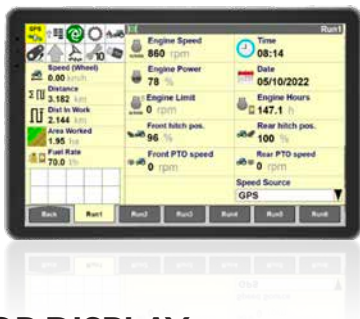 GPS
Run1
Speed (Wheel)
0.00 km/h
Distance
3.182 km
Dist in Work
2.144 km
Area Worked
1.95 ha
Fuel Rate
70.0 l/h
Engine Speed
860 rpm
Engine Power
78 %
Engine Limit
0 rpm
Front hitch pos.
96 %
Front PTO speed
0 rpm
Time
08:14
Date
05/10/2022
Engine Hours
147.1 h
Rear hitch pos.
100 %
Rear PTO speed
0 rpm
Speed Source
GPS
Back
Run1
Run2
Run3
Run4
Run5
Run6
DISPLAY